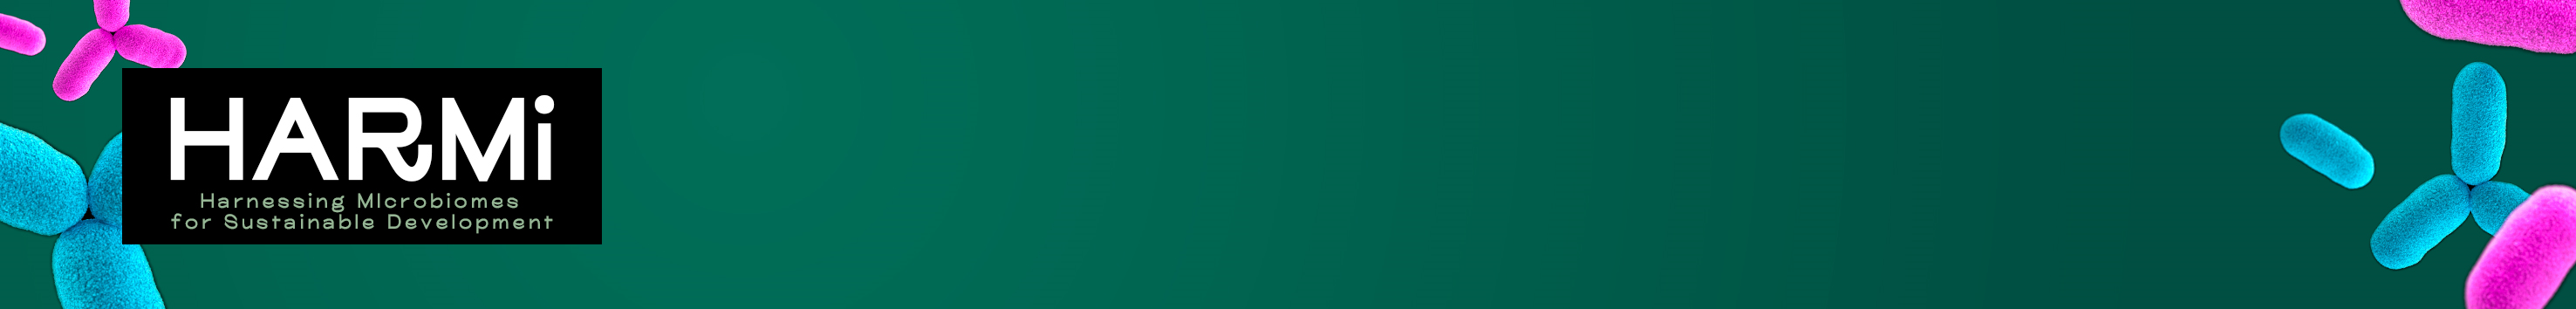 HARMi
Harnessing MIcrobiomes
for Sustainable Development